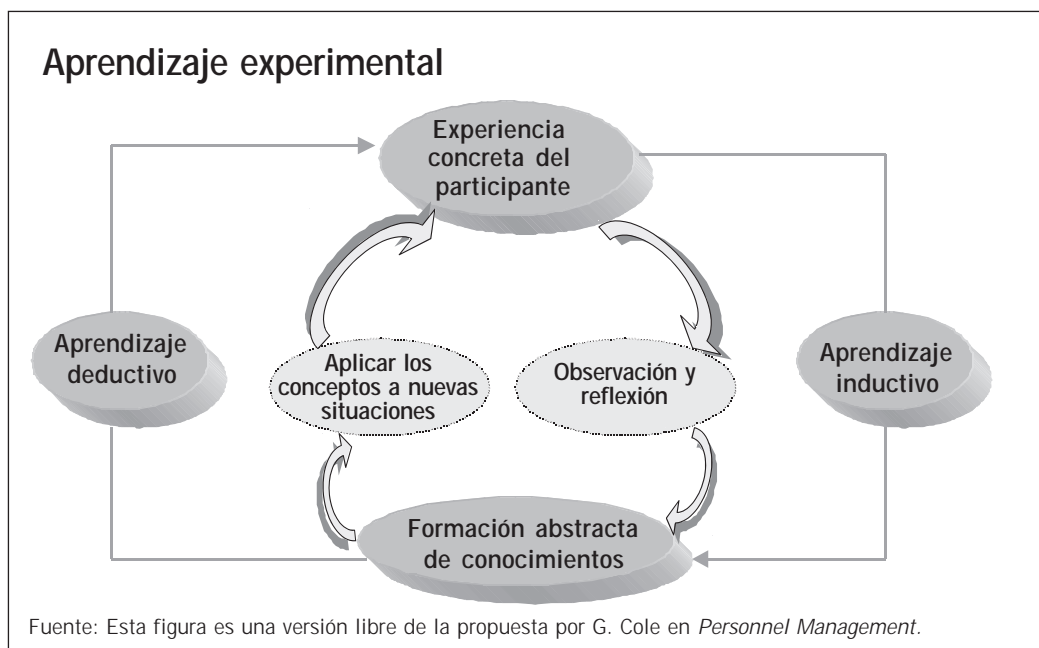 Aprendizaje experimental
Experiencia
concreta del
participante
Aprendizaje
deductivo
Aplicar los
conceptos a nuevas
situaciones
Observación y
reflexión
Aprendizaje
inductivo
Formación abstracta
de conocimientos
Fuente: Esta figura es una versión libre de la propuesta por G. Cole en Personnel Management.